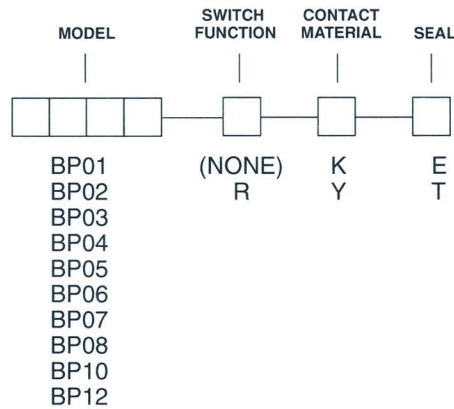 MODEL SWITCH FUNCTION CONTACT MATERIAL SEAL
BP01 (NONE) K E
BP02 R Y T
BP03
BP04
BP05
BP06
BP07
BP08
BP10
BP12